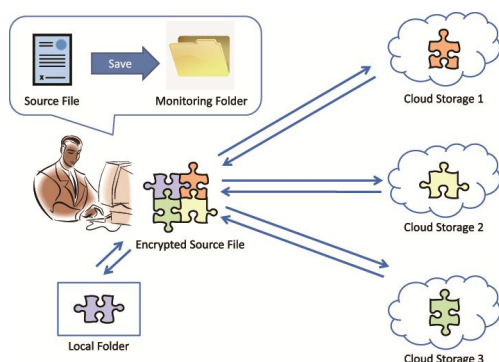 Save
Source File
Monitoring Folder
Cloud Storage 1
Cloud Storage 2
Encrypted Source File
Local Folder
Cloud Storage 3